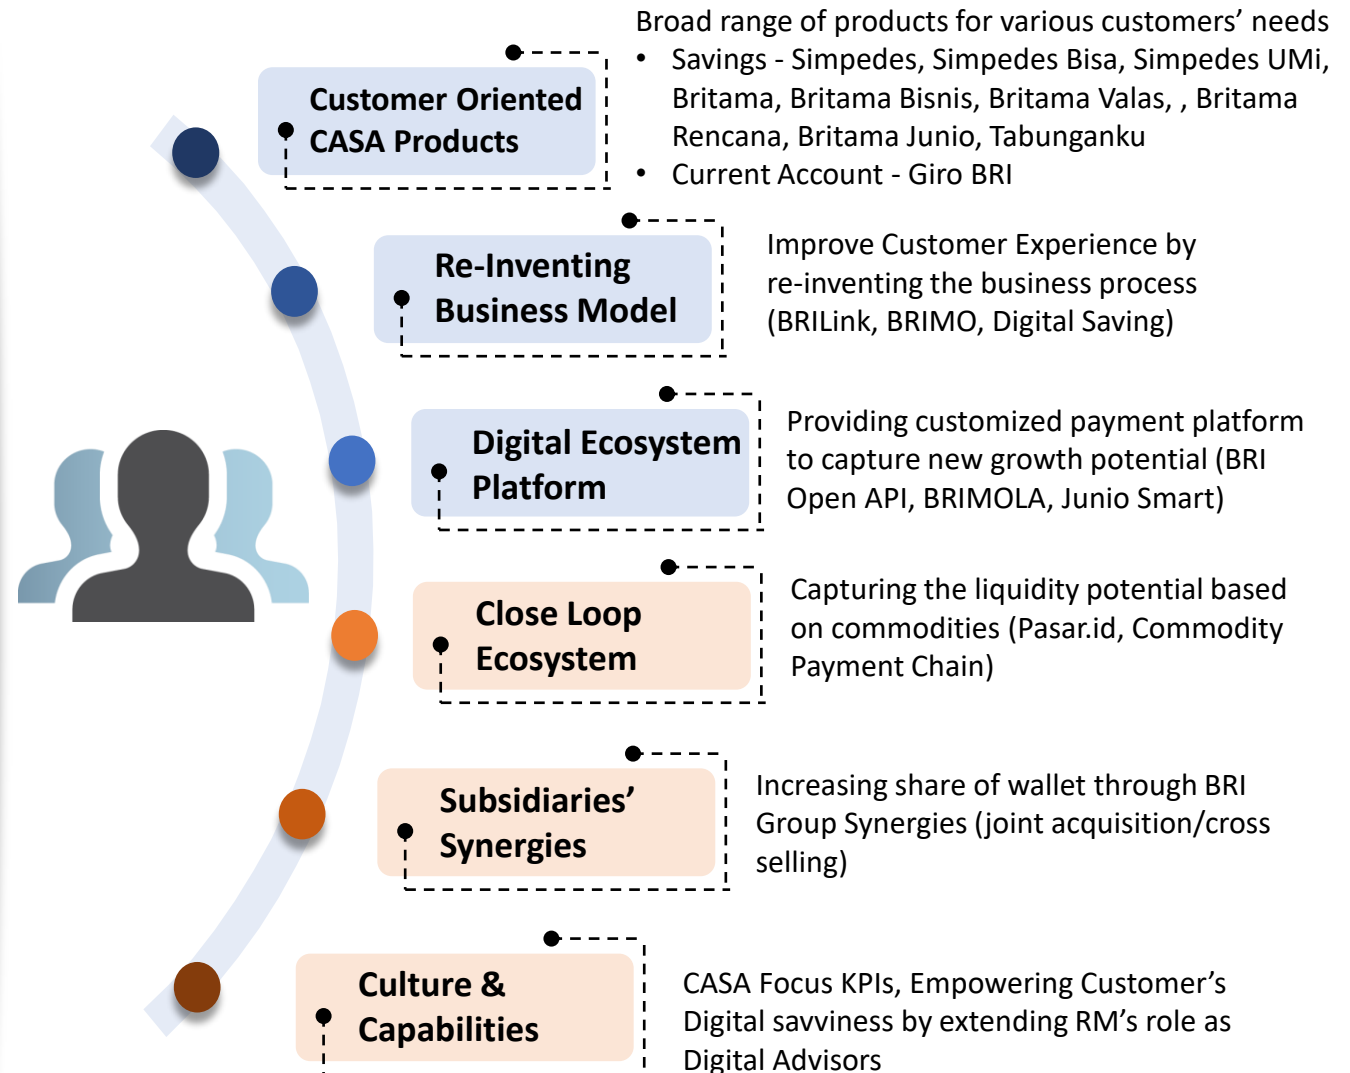 Broad range of products for various customers’ needs
• Savings - Simpedes, Simpedes Bisa, Simpedes UMi,
Britama, Britama Bisnis, Britama Valas, , Britama
Rencana, Britama Junio, Tabunganku
• Current Account - Giro BRI
Customer Oriented
CASA Products
Re-Inventing
Business Model
Improve Customer Experience by
re-inventing the business process
(BRILink, BRIMO, Digital Saving)
Digital Ecosystem
Platform
Providing customized payment platform
to capture new growth potential (BRI
Open API, BRIMOLA, Junio Smart)
Close Loop
Ecosystem
Capturing the liquidity potential based
on commodities (Pasar.id, Commodity
Payment Chain)
Subsidiaries’
Synergies
Increasing share of wallet through BRI
Group Synergies (joint acquisition/cross
selling)
Culture &
Capabilities
CASA Focus KPIs, Empowering Customer’s
Digital savviness by extending RM’s role as
Digital Advisors